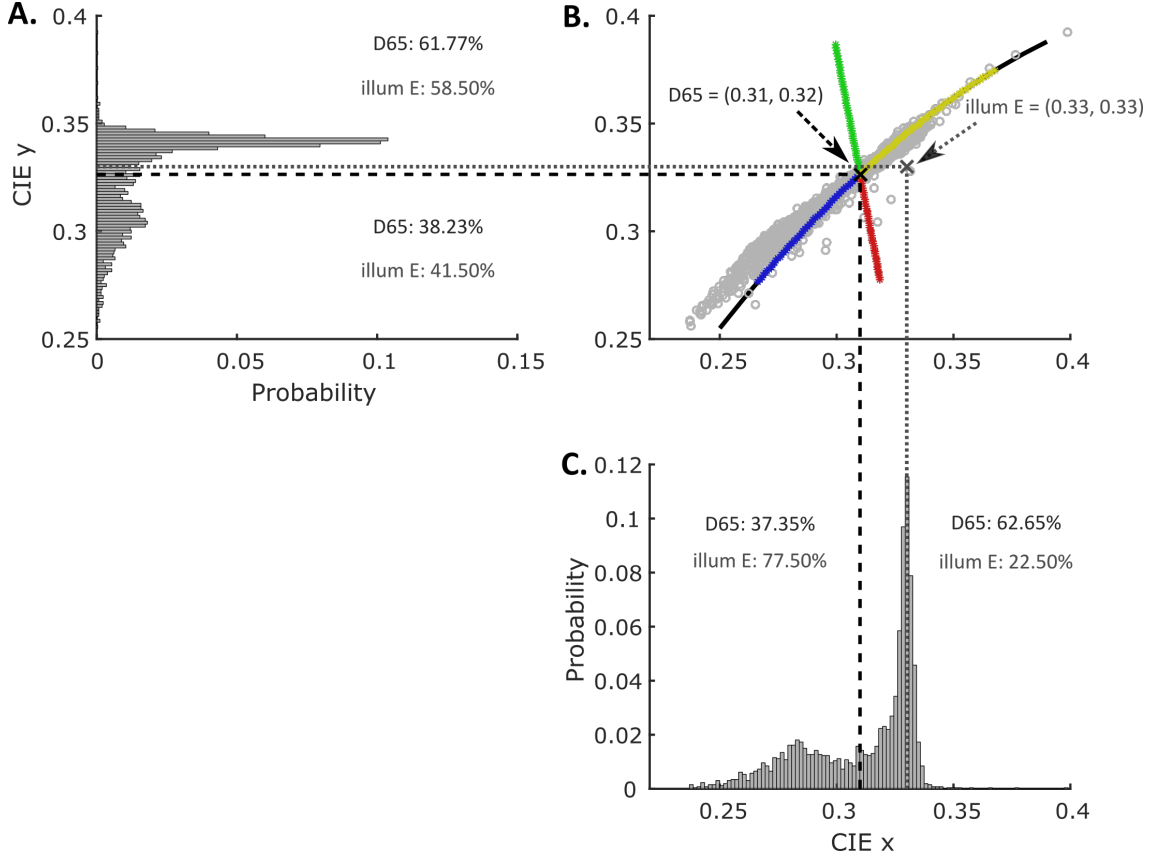 A.
0.4
0.35
0.3
0.25
CIE y
D65: 61.77%
illum E: 58.50%
D65: 38.23%
illum E: 41.50%
0
0.05
0.1
0.15
Probability
B.
0.4
0.35
0.3
0.25
D65 = (0.31, 0.32)
illum E = (0.33, 0.33)
0.25
0.3
0.35
0.4
C.
0.12
0.1
0.08
0.06
0.04
0.02
0
Probability
D65: 37.35%
illum E: 77.50%
D65: 62.65%
illum E: 22.50%
0.25
0.3
0.35
0.4
CIE x